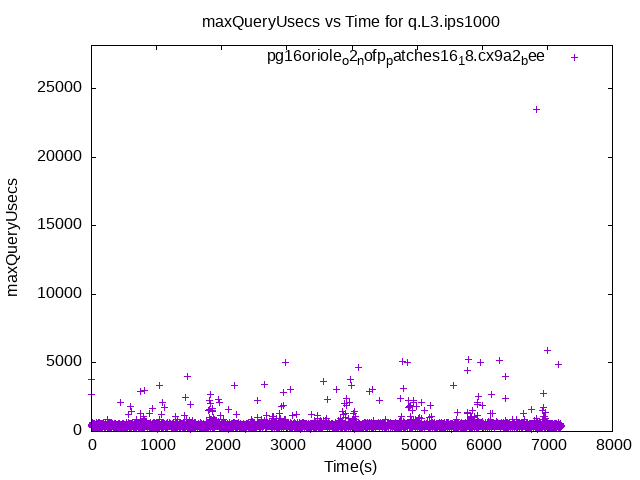 maxQueryUsecs vs Time for q.L3.ips1000
pg16oriole_o2_nofp_patches16_18.cx9a2_bee
25000
20000
15000
10000
5000
0
maxQueryUsecs
0 1000 2000 3000 4000 5000 6000 7000 8000
Time(s)